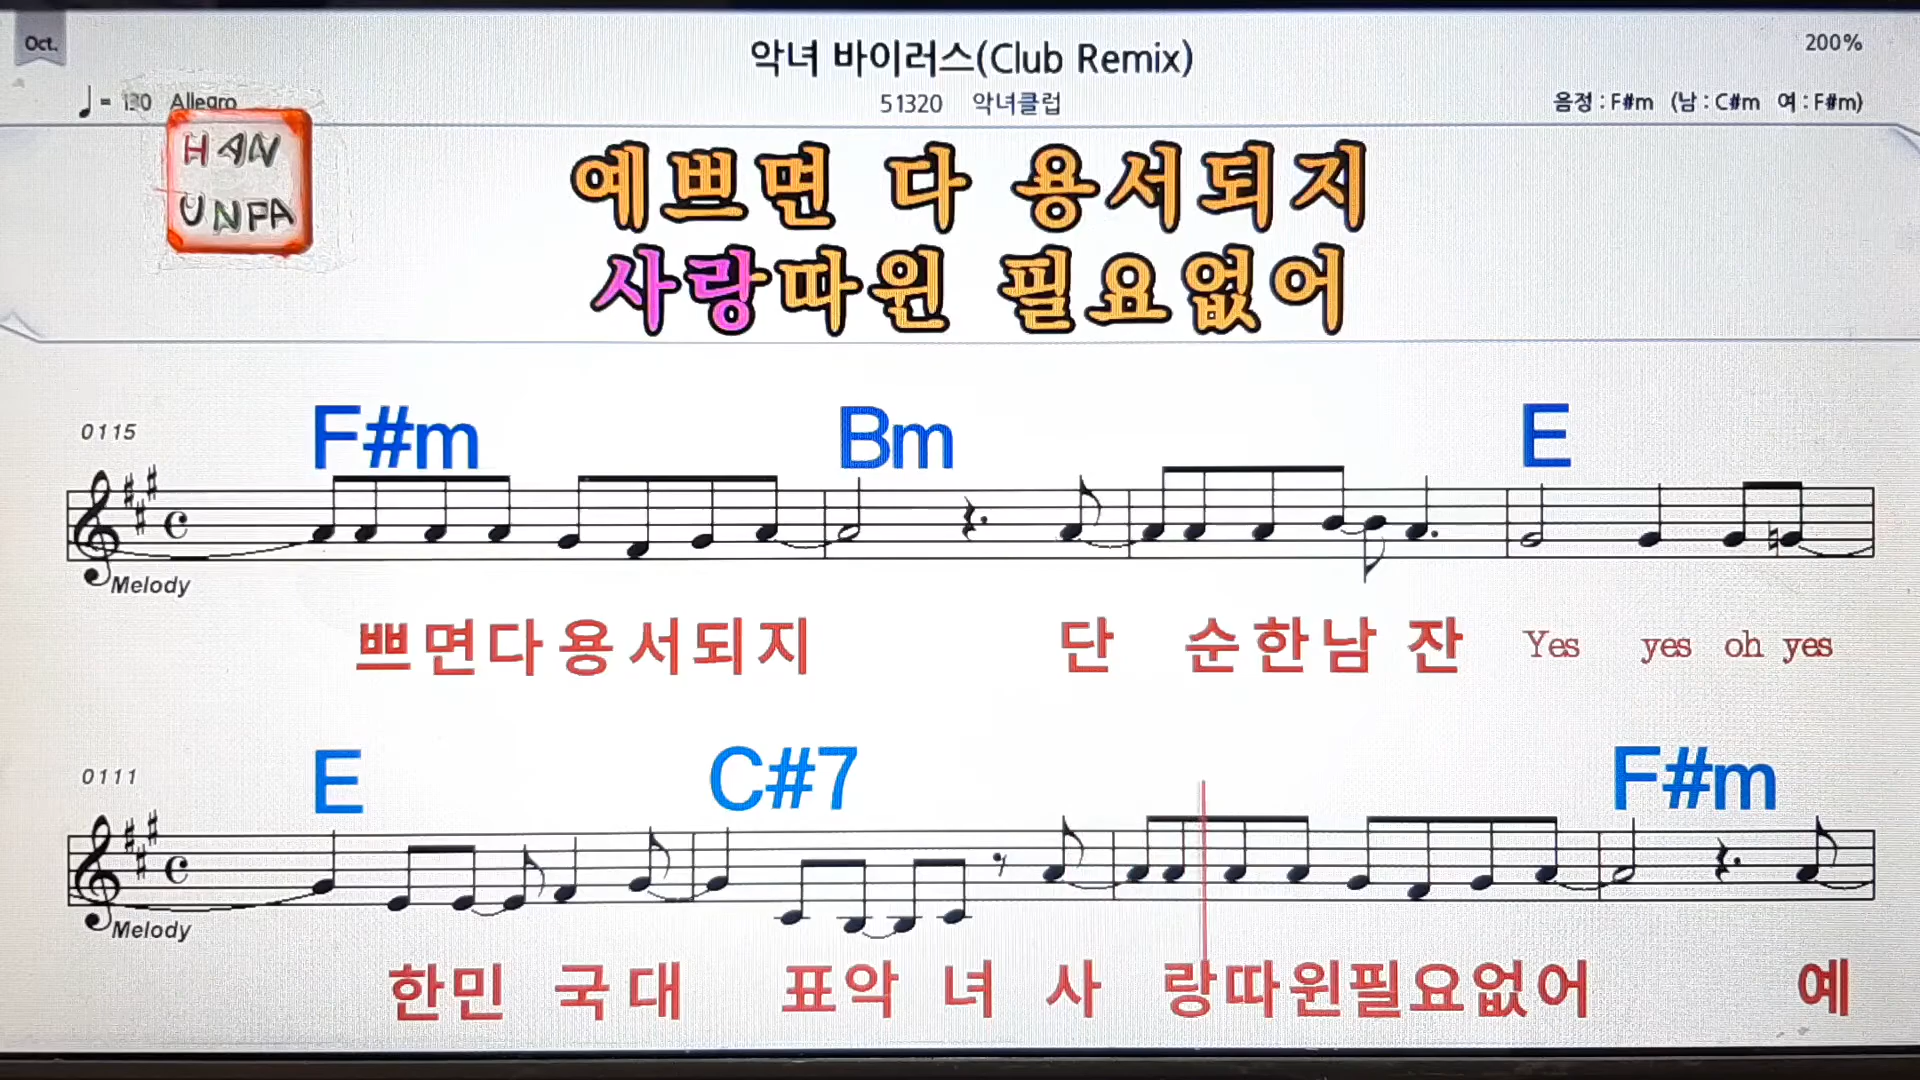 Oct.
악녀 바이러스(Club Remix)
200%
♩ = 130 Allegro
51320 악녀클럽
음정 : F#m (남 : C#m 여 : F#m)
HAN
UNPA
예쁘면 다 용서되지
사랑따윈 필요없어
0115
F#m Bm E
Melody
쁘면다용서되지 단 순한남 잔 Yes yes oh yes
0111
E C#7 F#m
Melody
한민 국대 표악 녀 사 랑따윈필요없어 예